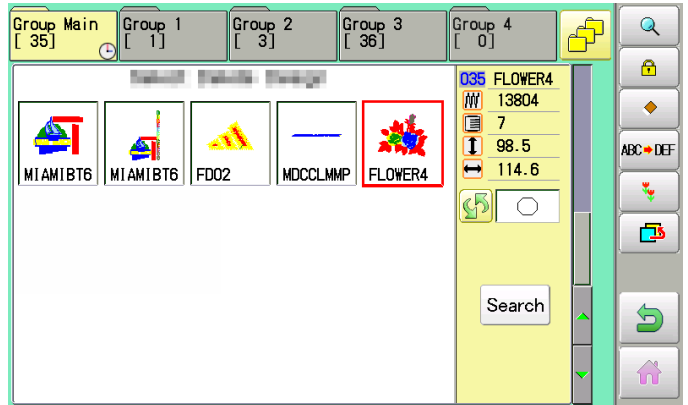 Group Main
[ 35]
Group 1
[ 1]
Group 2
[ 3]
Group 3
[ 36]
Group 4
[ 0]
035 FLOWER4
13804
7
98.5
114.6
MIAMIBT6
MIAMIBT6
FD02
MDCCLMMP
FLOWER4
Search
ABC DEF